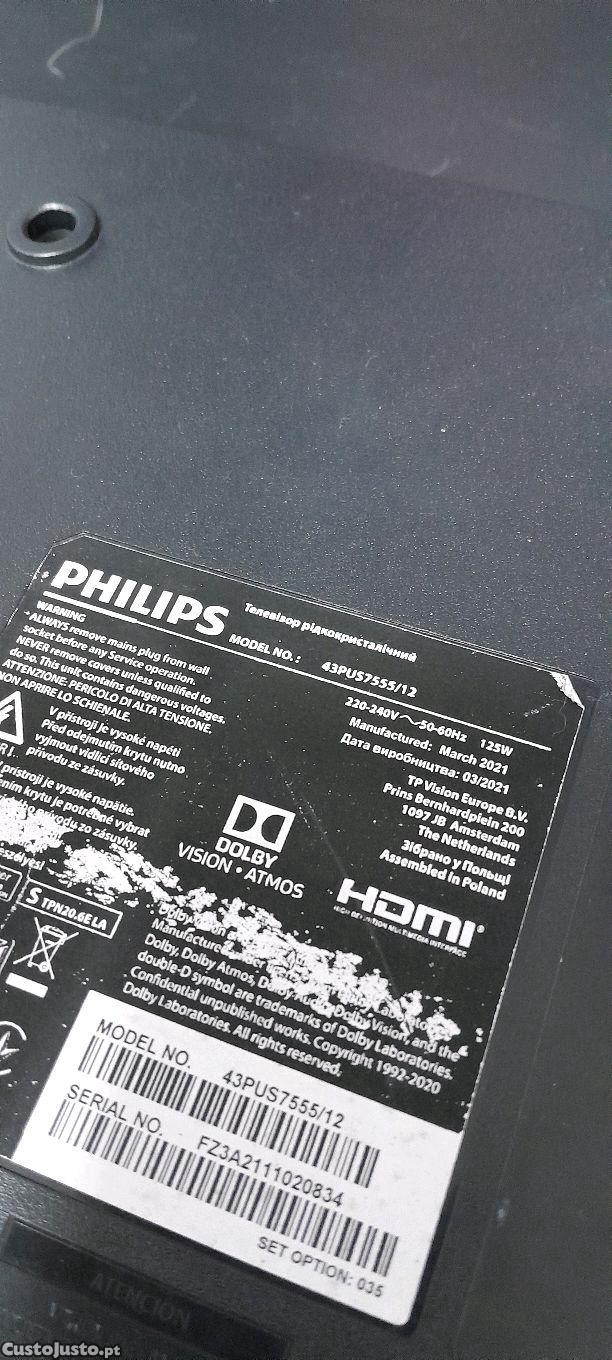 PHILIPS
Телевізор рідкокристалічний
MODEL NO. : 43PUS7555/12
WARNING
ALWAYS remove mains plug from wall
socket before any Service operation.
NEVER remove covers unless qualified to
do so. This unit contains dangerous voltages.
ATTENZIONE: PERICOLO DI ALTA TENSIONE.
NON APRIRE LO SCHIENALE.
V přístroji je vysoké napětí
Před odejmutím krytu nutno
vyjmout vidlici síťového
přívodu ze zásuvky.
prístroji je vysoké napätie.
krytu je potrebné vybrat
zo zásuvky.
220-240V~50-60Hz 125W
Manufactured: March 2021
Дата виробництва: 03/2021
TP Vision Europe B.V.
Prins Bernhardplein 200
1097 JB Amsterdam
The Netherlands
Зібрано у Польщі
Assembled in Poland
DOLBY
VISION·ATMOS
HDMI
HIGH DEFINITION MULTIMEDIA INTERFACE
S TPN20.6E LA
Dolby Vision
Manufactured
Dolby, Dolby Atmos, Dolby Vision, and the
double-D symbol are trademarks of Dolby Laboratories.
Confidential unpublished works. Copyright 1992-2020
Dolby Laboratories. All rights reserved.
MODEL NO. 43PUS7555/12
SERIAL NO. FZ3A2111020834
SET OPTION: 035
ATENCION
CustoJusto.pt